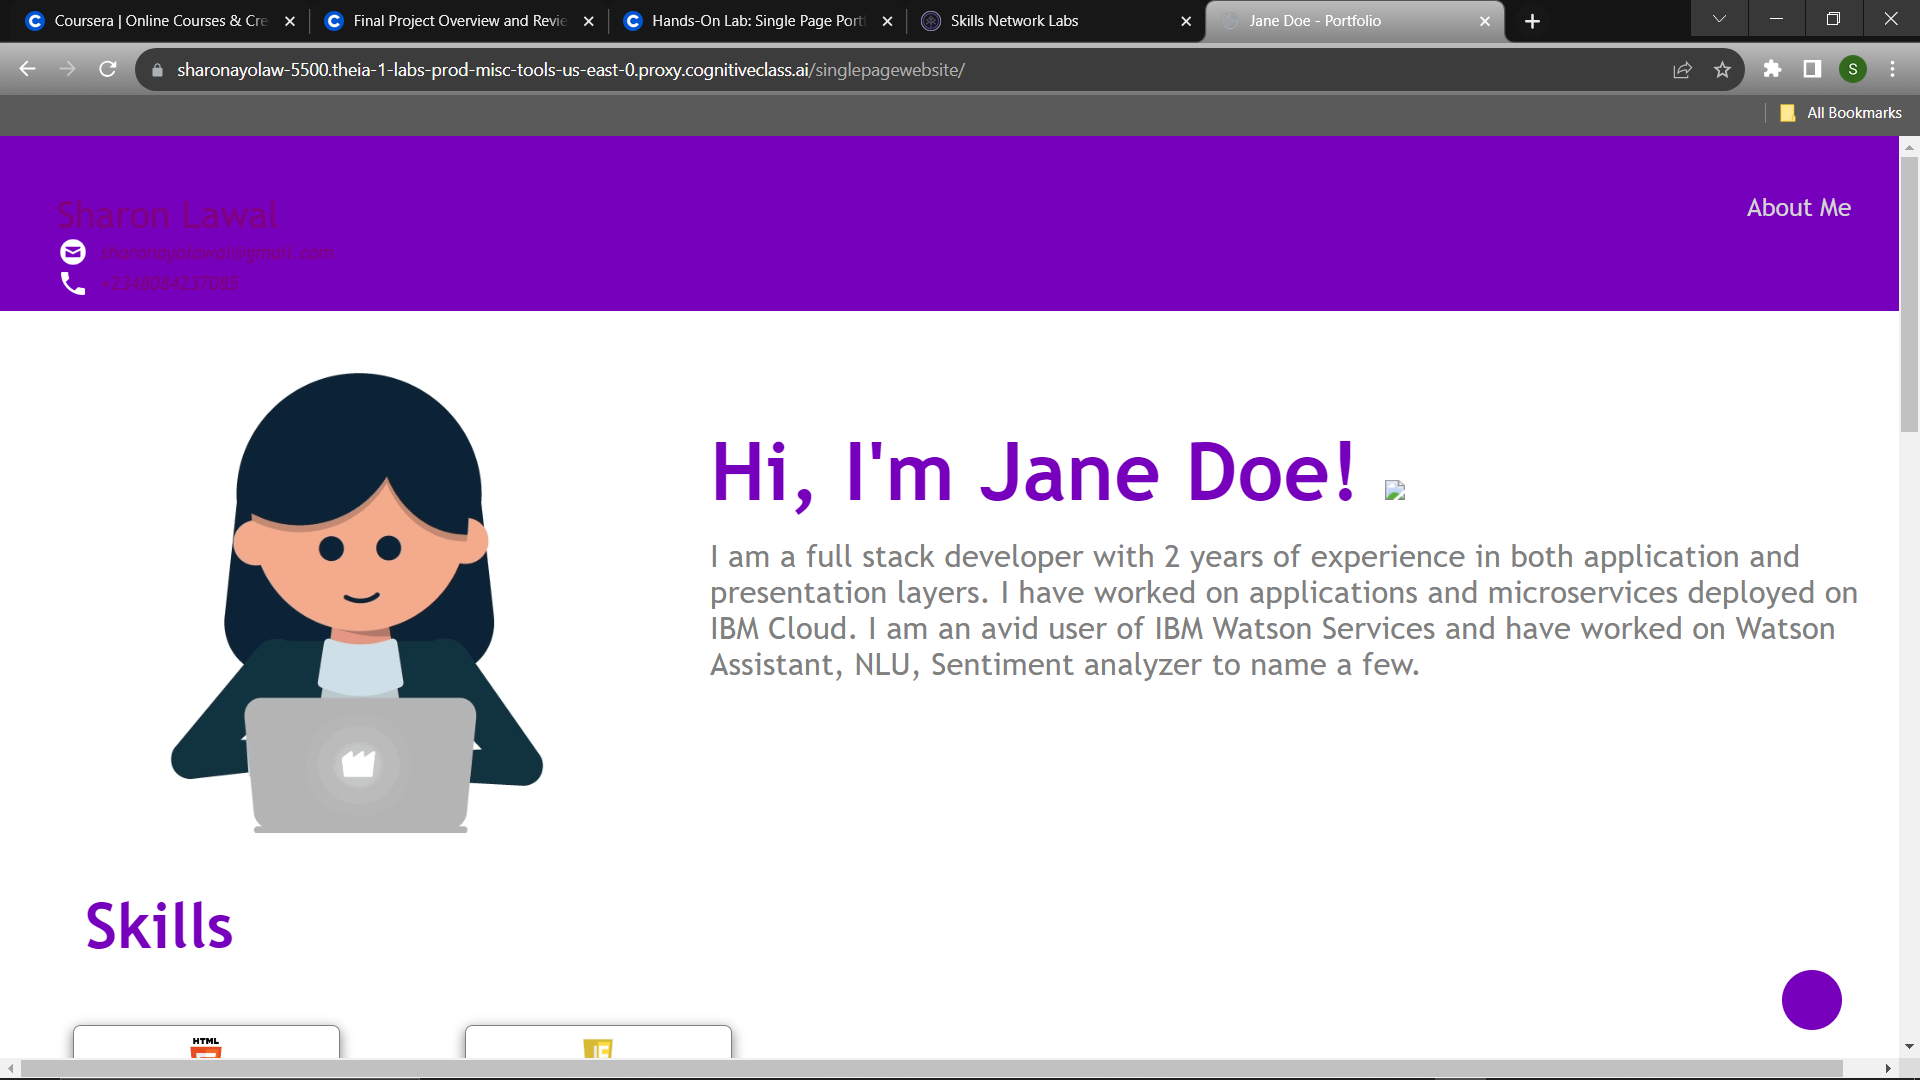 Coursera | Online Courses & Cre
Final Project Overview and Revie
Hands-On Lab: Single Page Portf
Skills Network Labs
Jane Doe - Portfolio
sharonayolaw-5500.theia-1-labs-prod-misc-tools-us-east-0.proxy.cognitiveclass.ai/singlepagewebsite/
S
All Bookmarks
Sharon Lawal
About Me
+2348084337085
Hi, I'm Jane Doe!
I am a full stack developer with 2 years of experience in both application and
presentation layers. I have worked on applications and microservices deployed on
IBM Cloud. I am an avid user of IBM Watson Services and have worked on Watson
Assistant, NLU, Sentiment analyzer to name a few.
Skills
HTML